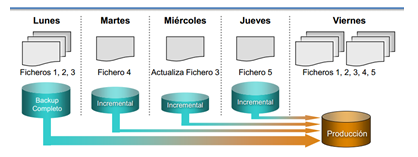 Lunes Martes Miércoles Jueves Viernes
Ficheros 1, 2, 3 Fichero 4 Actualiza Fichero 3 Fichero 5 Ficheros 1, 2, 3, 4, 5
Backup
Completo
Incremental
Incremental
Incremental
Producción